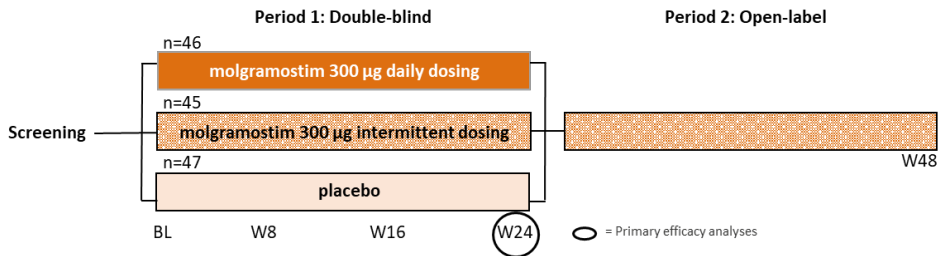 Period 1: Double-blind
Period 2: Open-label
n=46
molgramostim 300 µg daily dosing
n=45
Screening
molgramostim 300 µg intermittent dosing
W48
n=47
placebo
BL
W8
W16
W24
= Primary efficacy analyses